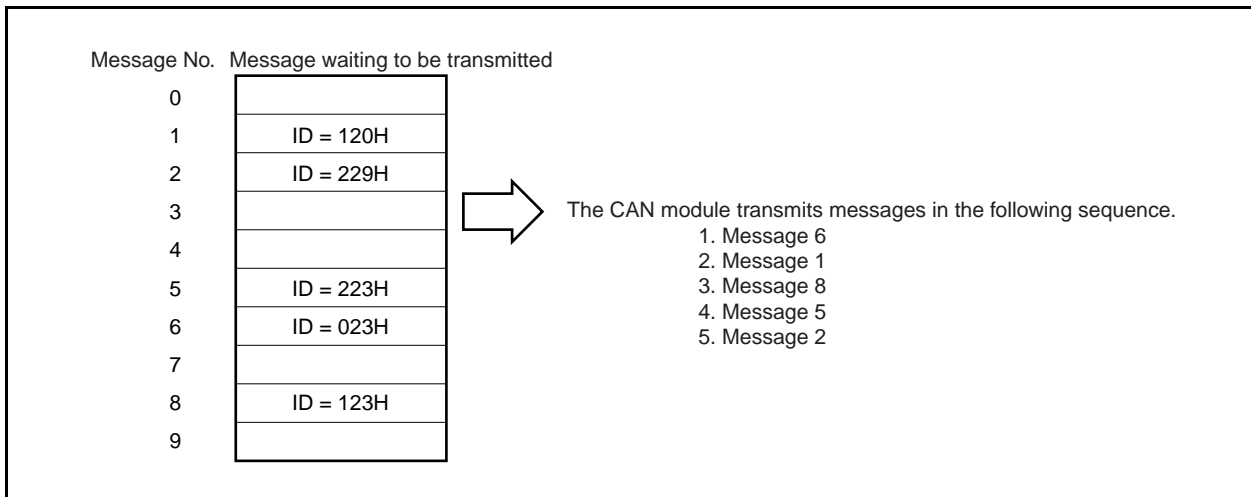 Message No. Message waiting to be transmitted
0
1 ID = 120H
2 ID = 229H
3
4
5 ID = 223H
6 ID = 023H
7
8 ID = 123H
9
The CAN module transmits messages in the following sequence.
1. Message 6
2. Message 1
3. Message 8
4. Message 5
5. Message 2